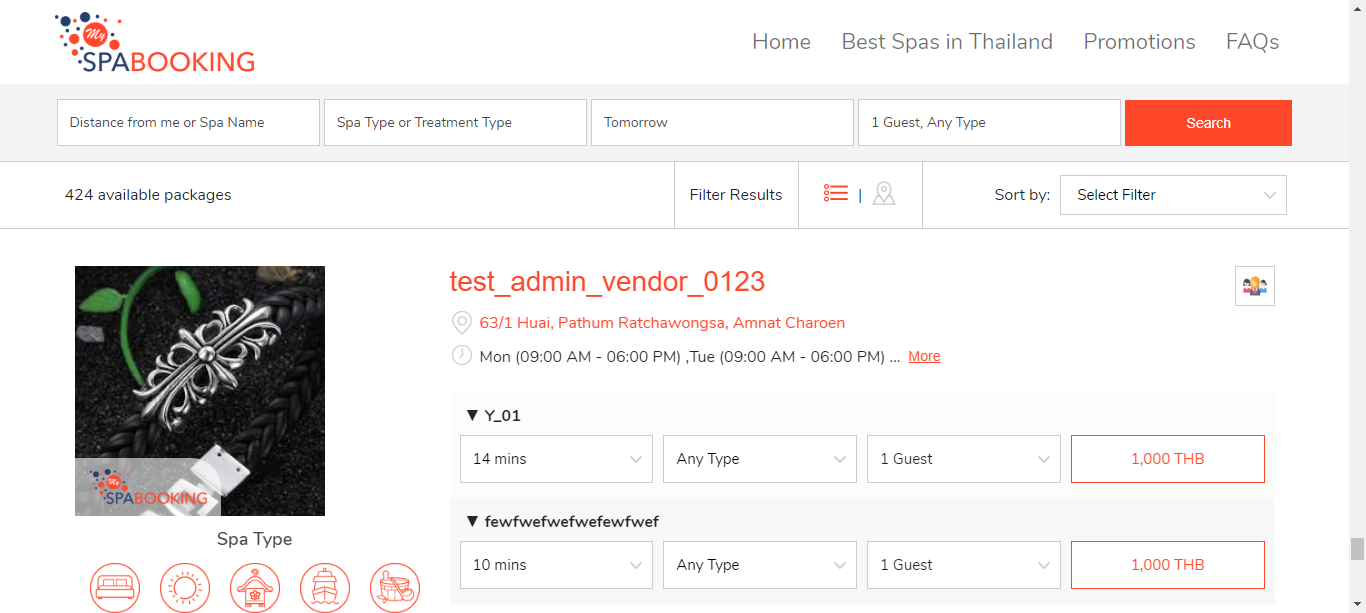 My
SPABOOKING
Home Best Spas in Thailand Promotions FAQs
Distance from me or Spa Name Spa Type or Treatment Type Tomorrow 1 Guest, Any Type Search
424 available packages Filter Results | Sort by: Select Filter
test_admin_vendor_0123
63/1 Huai, Pathum Ratchawongsa, Amnat Charoen
Mon (09:00 AM - 06:00 PM) ,Tue (09:00 AM - 06:00 PM) ... More
▼ Y_01
14 mins Any Type 1 Guest 1,000 THB
My
SPABOOKING
▼ fewfwefwefwefewfwef
Spa Type
10 mins Any Type 1 Guest 1,000 THB